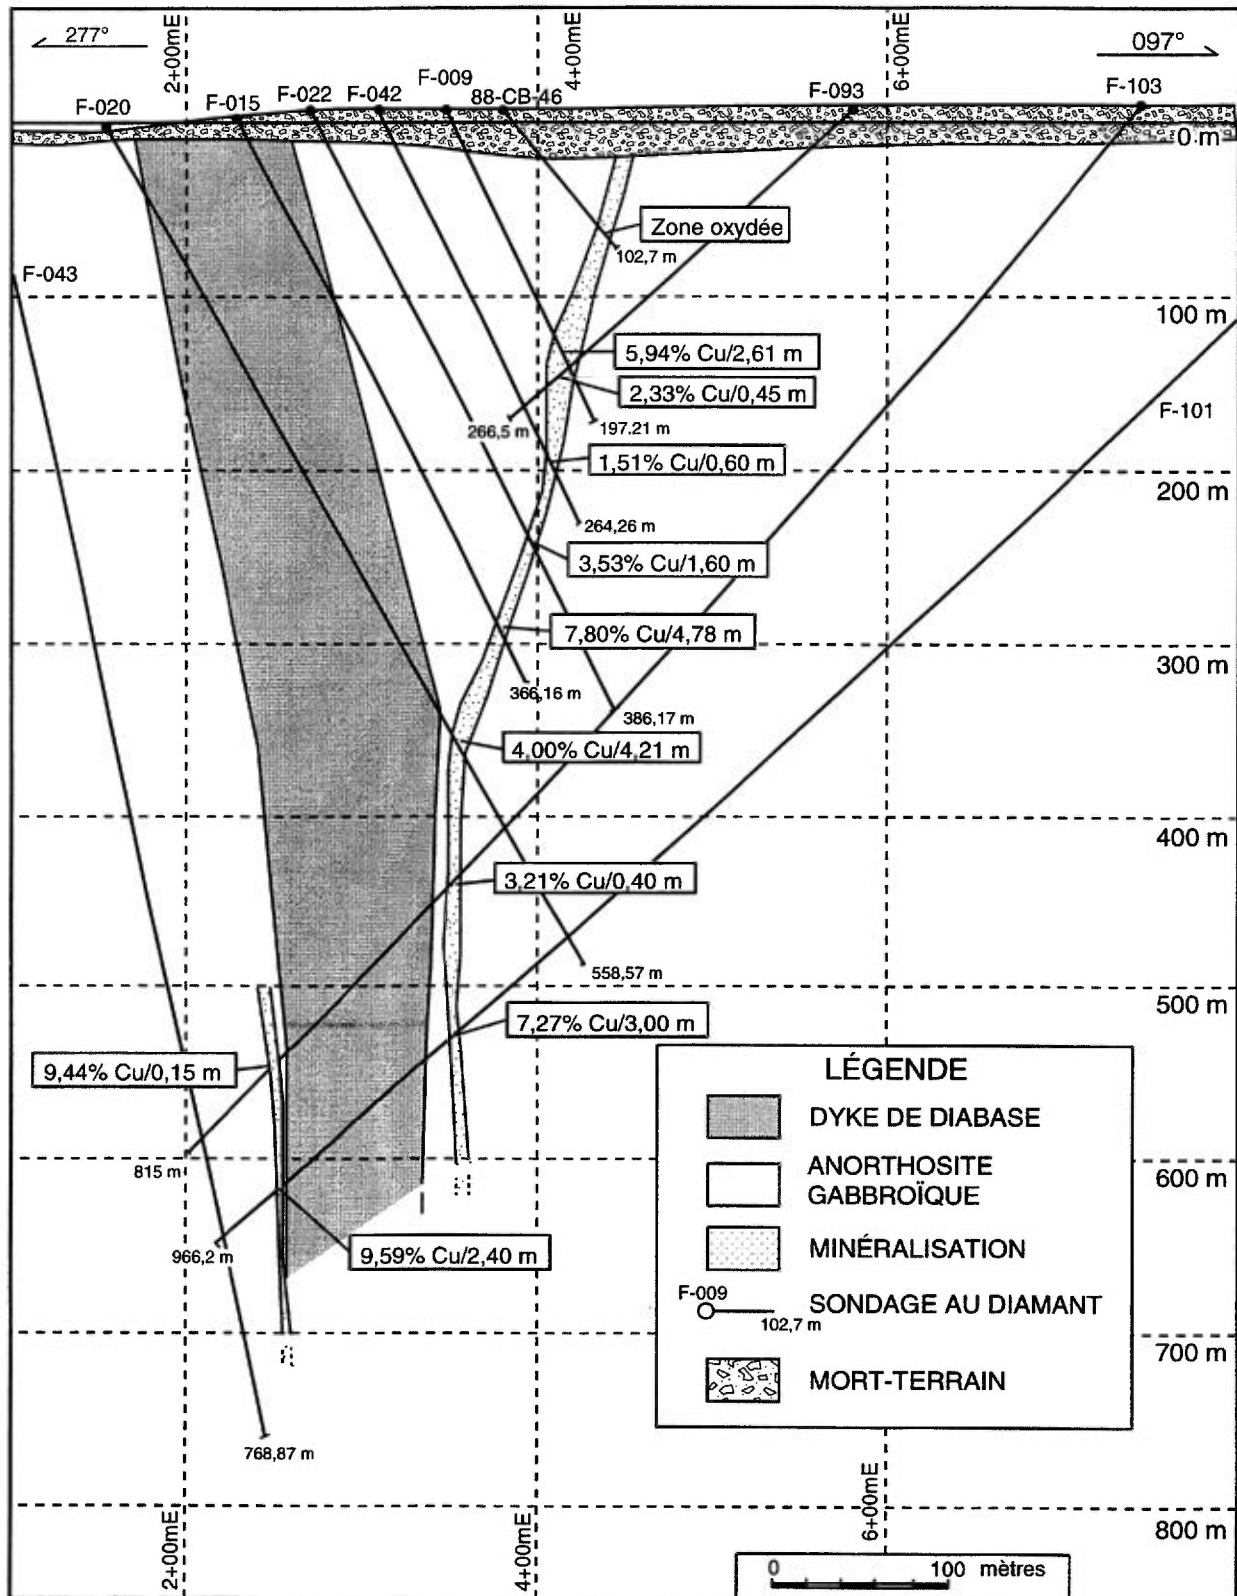 277°
2+00mE
4+00mE
6+00mE
097°
F-020
F-015
F-022
F-042
F-009
88-CB-46
F-093
F-103
0 m
Zone oxydée
102,7 m
F-043
100 m
5,94% Cu/2,61 m
2,33% Cu/0,45 m
F-101
266,5 m
197.21 m
1,51% Cu/0,60 m
200 m
264,26 m
3,53% Cu/1,60 m
7,80% Cu/4,78 m
300 m
366,16 m
386,17 m
4,00% Cu/4,21 m
400 m
3,21% Cu/0,40 m
558,57 m
500 m
7,27% Cu/3,00 m
9,44% Cu/0,15 m
815 m
600 m
966,2 m
9,59% Cu/2,40 m
700 m
768,87 m
LÉGENDE
DYKE DE DIABASE
ANORTHOSITE
GABBROÏQUE
MINÉRALISATION
F-009
102,7 m
SONDAGE AU DIAMANT
MORT-TERRAIN
2+00mE
4+00mE
6+00mE
800 m
0 100 mètres